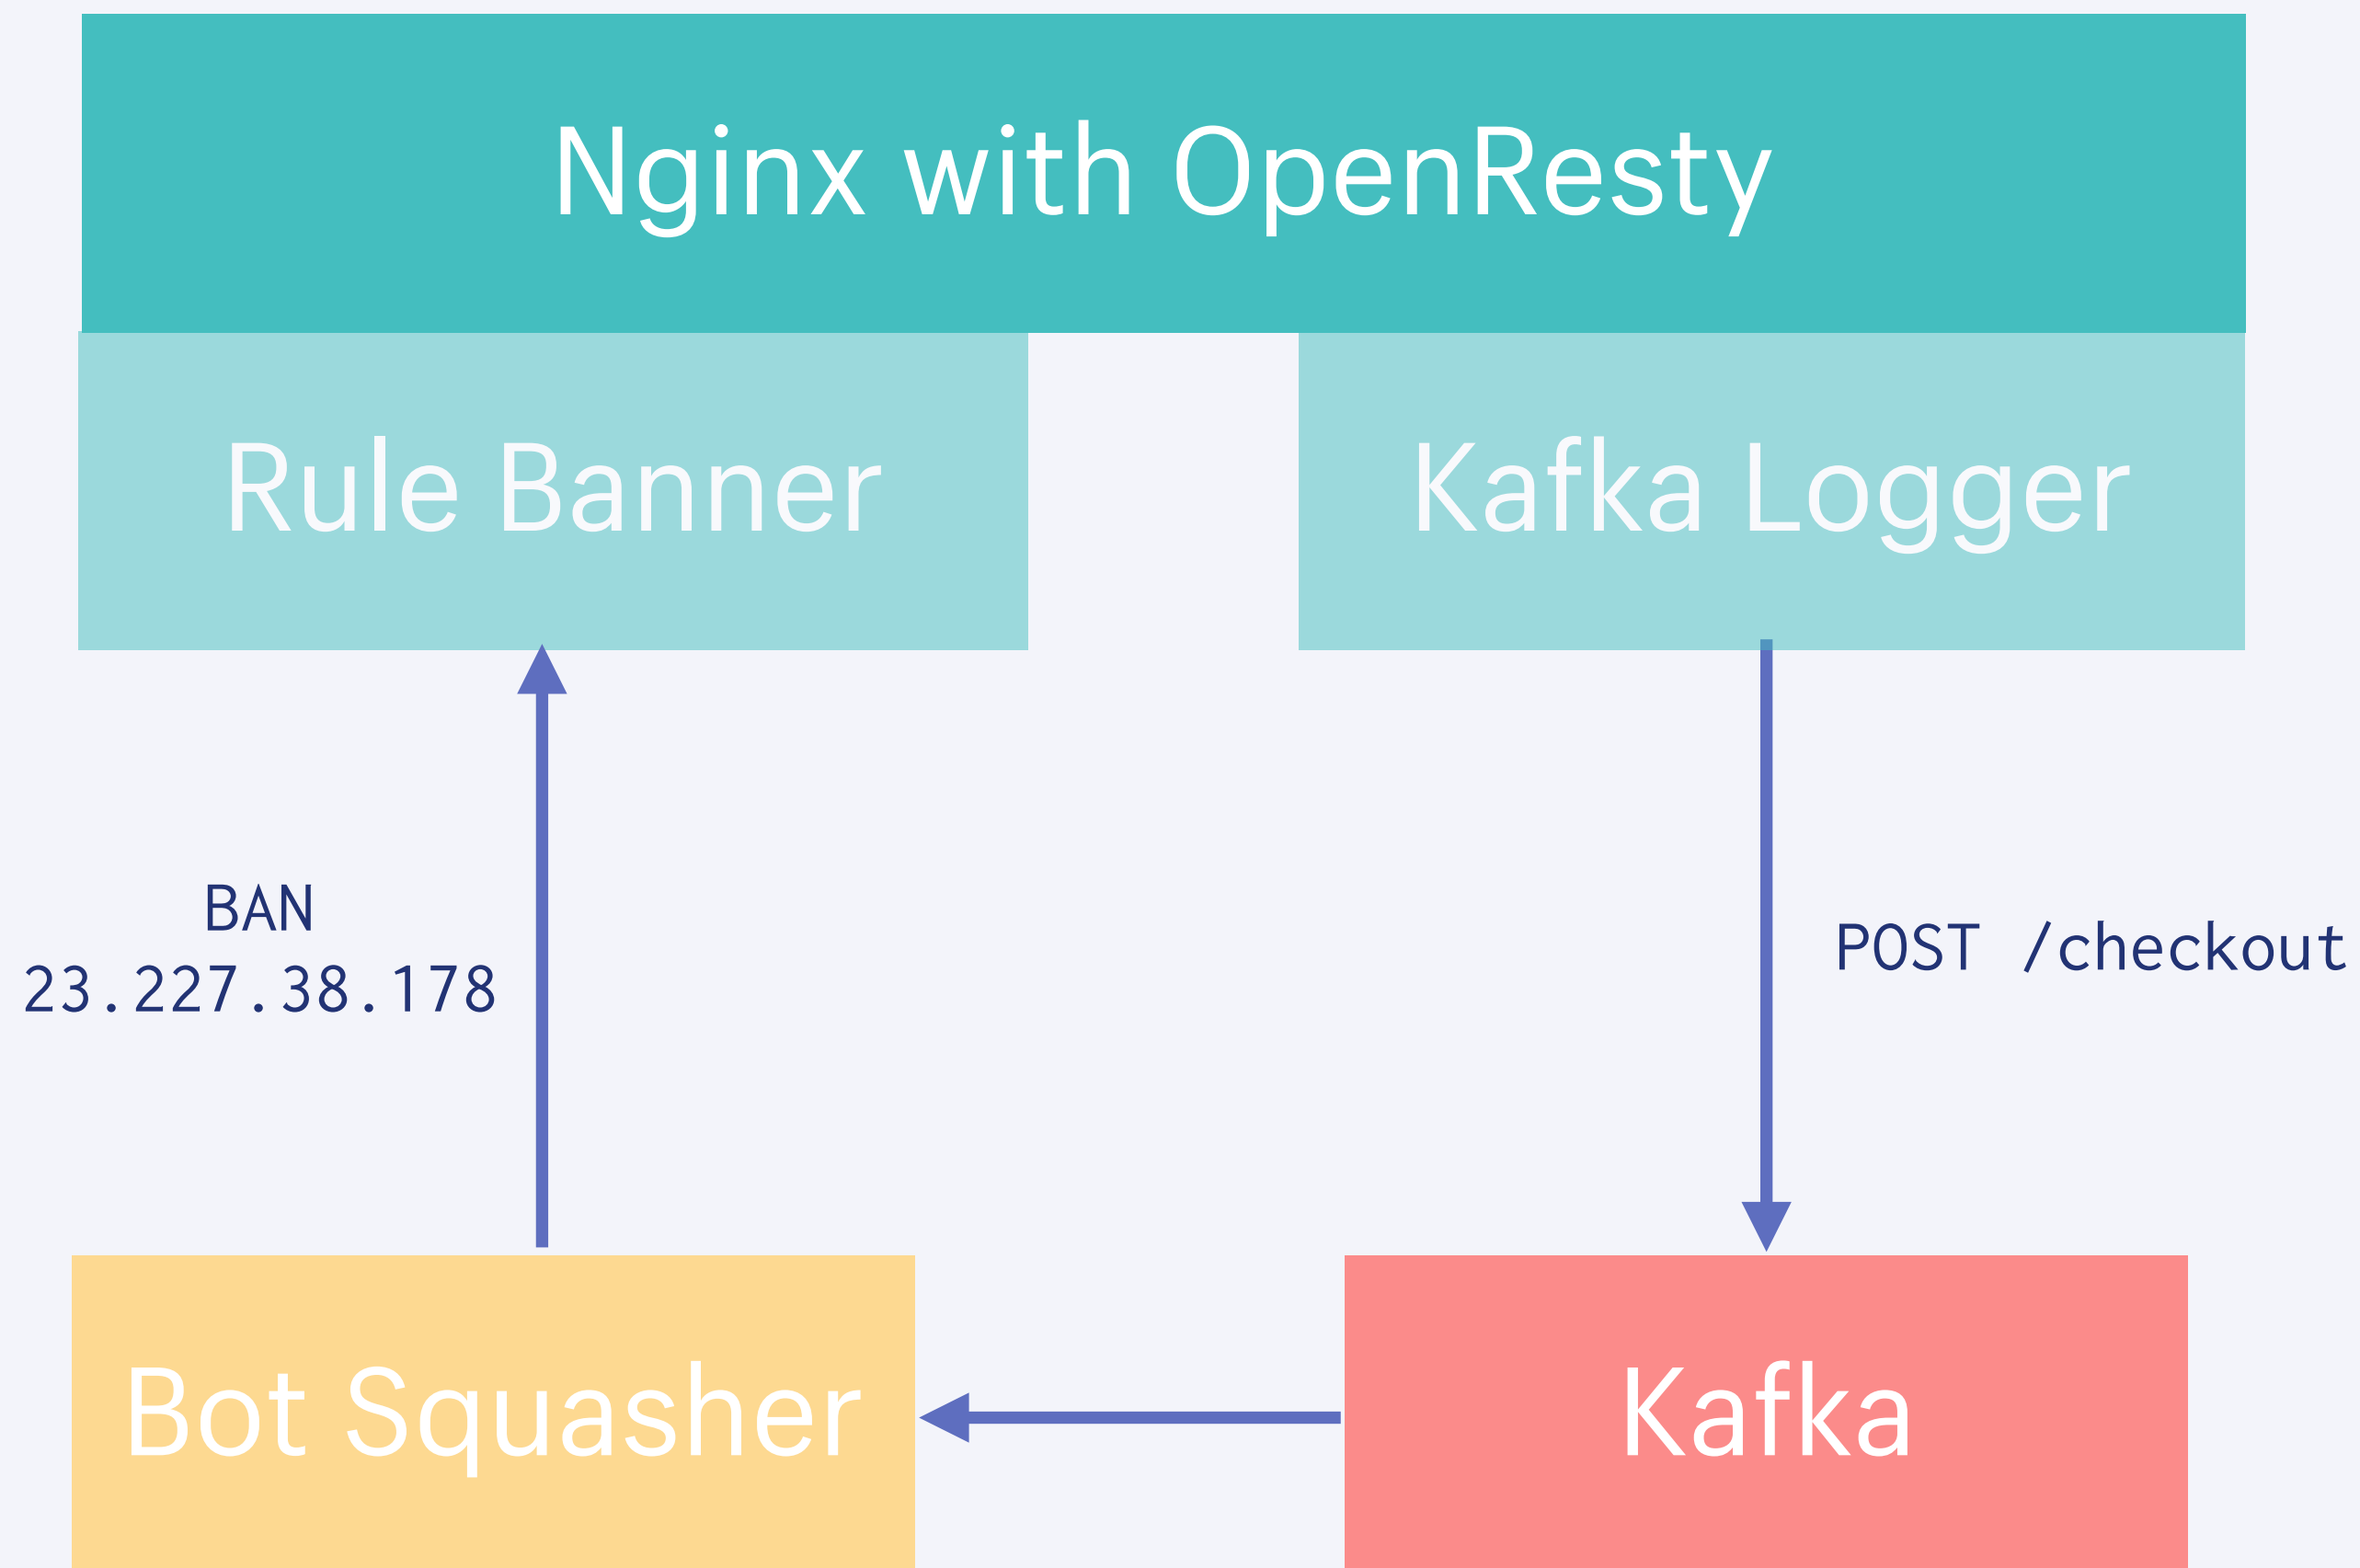 Nginx with OpenResty
Rule Banner
Kafka Logger
BAN
23.227.38.178
POST /checkout
Bot Squasher
Kafka